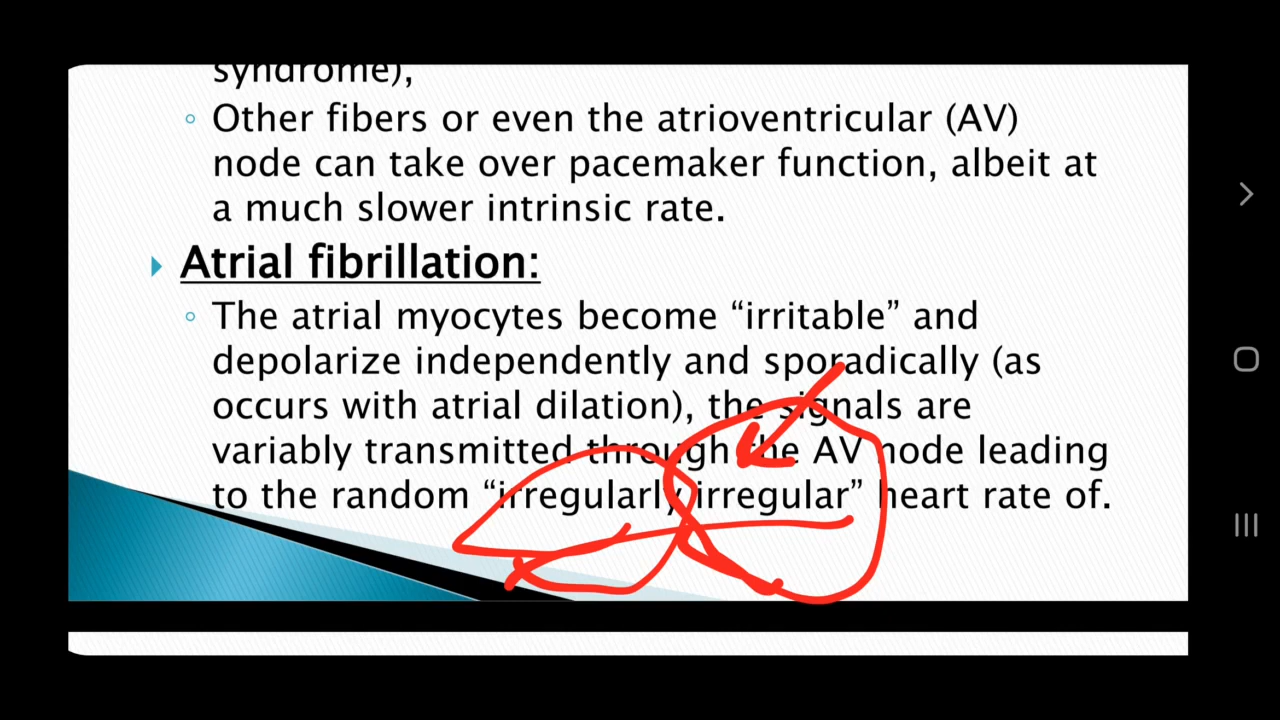 syndrome),
Other fibers or even the atrioventricular (AV)
node can take over pacemaker function, albeit at
a much slower intrinsic rate.
Atrial fibrillation:
The atrial myocytes become “irritable” and
depolarize independently and sporadically (as
occurs with atrial dilation), the signals are
variably transmitted through the AV node leading
to the random “irregularly irregular” heart rate of.